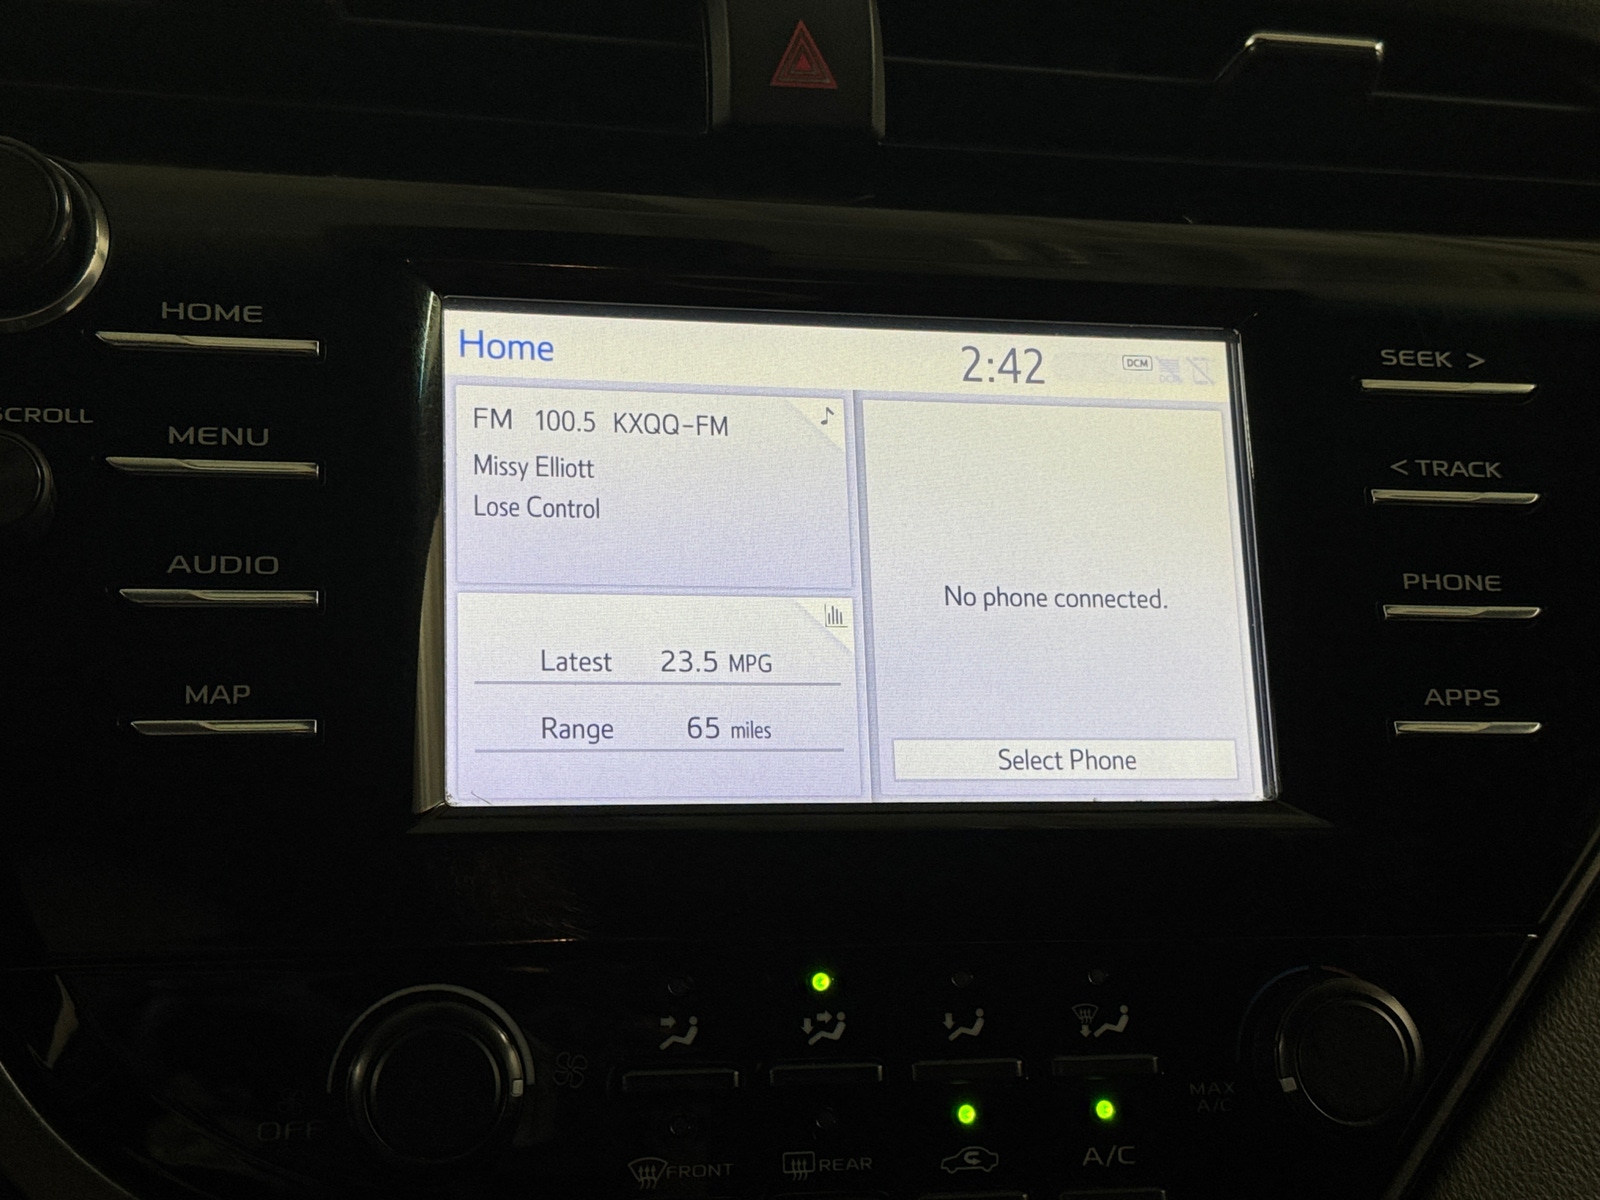 HOME
SCROLL
MENU
AUDIO
MAP
Home
2:42
DCM
FM 100.5 KXQQ-FM
Missy Elliott
Lose Control
Latest 23.5 MPG
Range 65 miles
No phone connected.
Select Phone
SEEK >
< TRACK
PHONE
APPS
OFF
MAX
A/C
FRONT
REAR
A/C